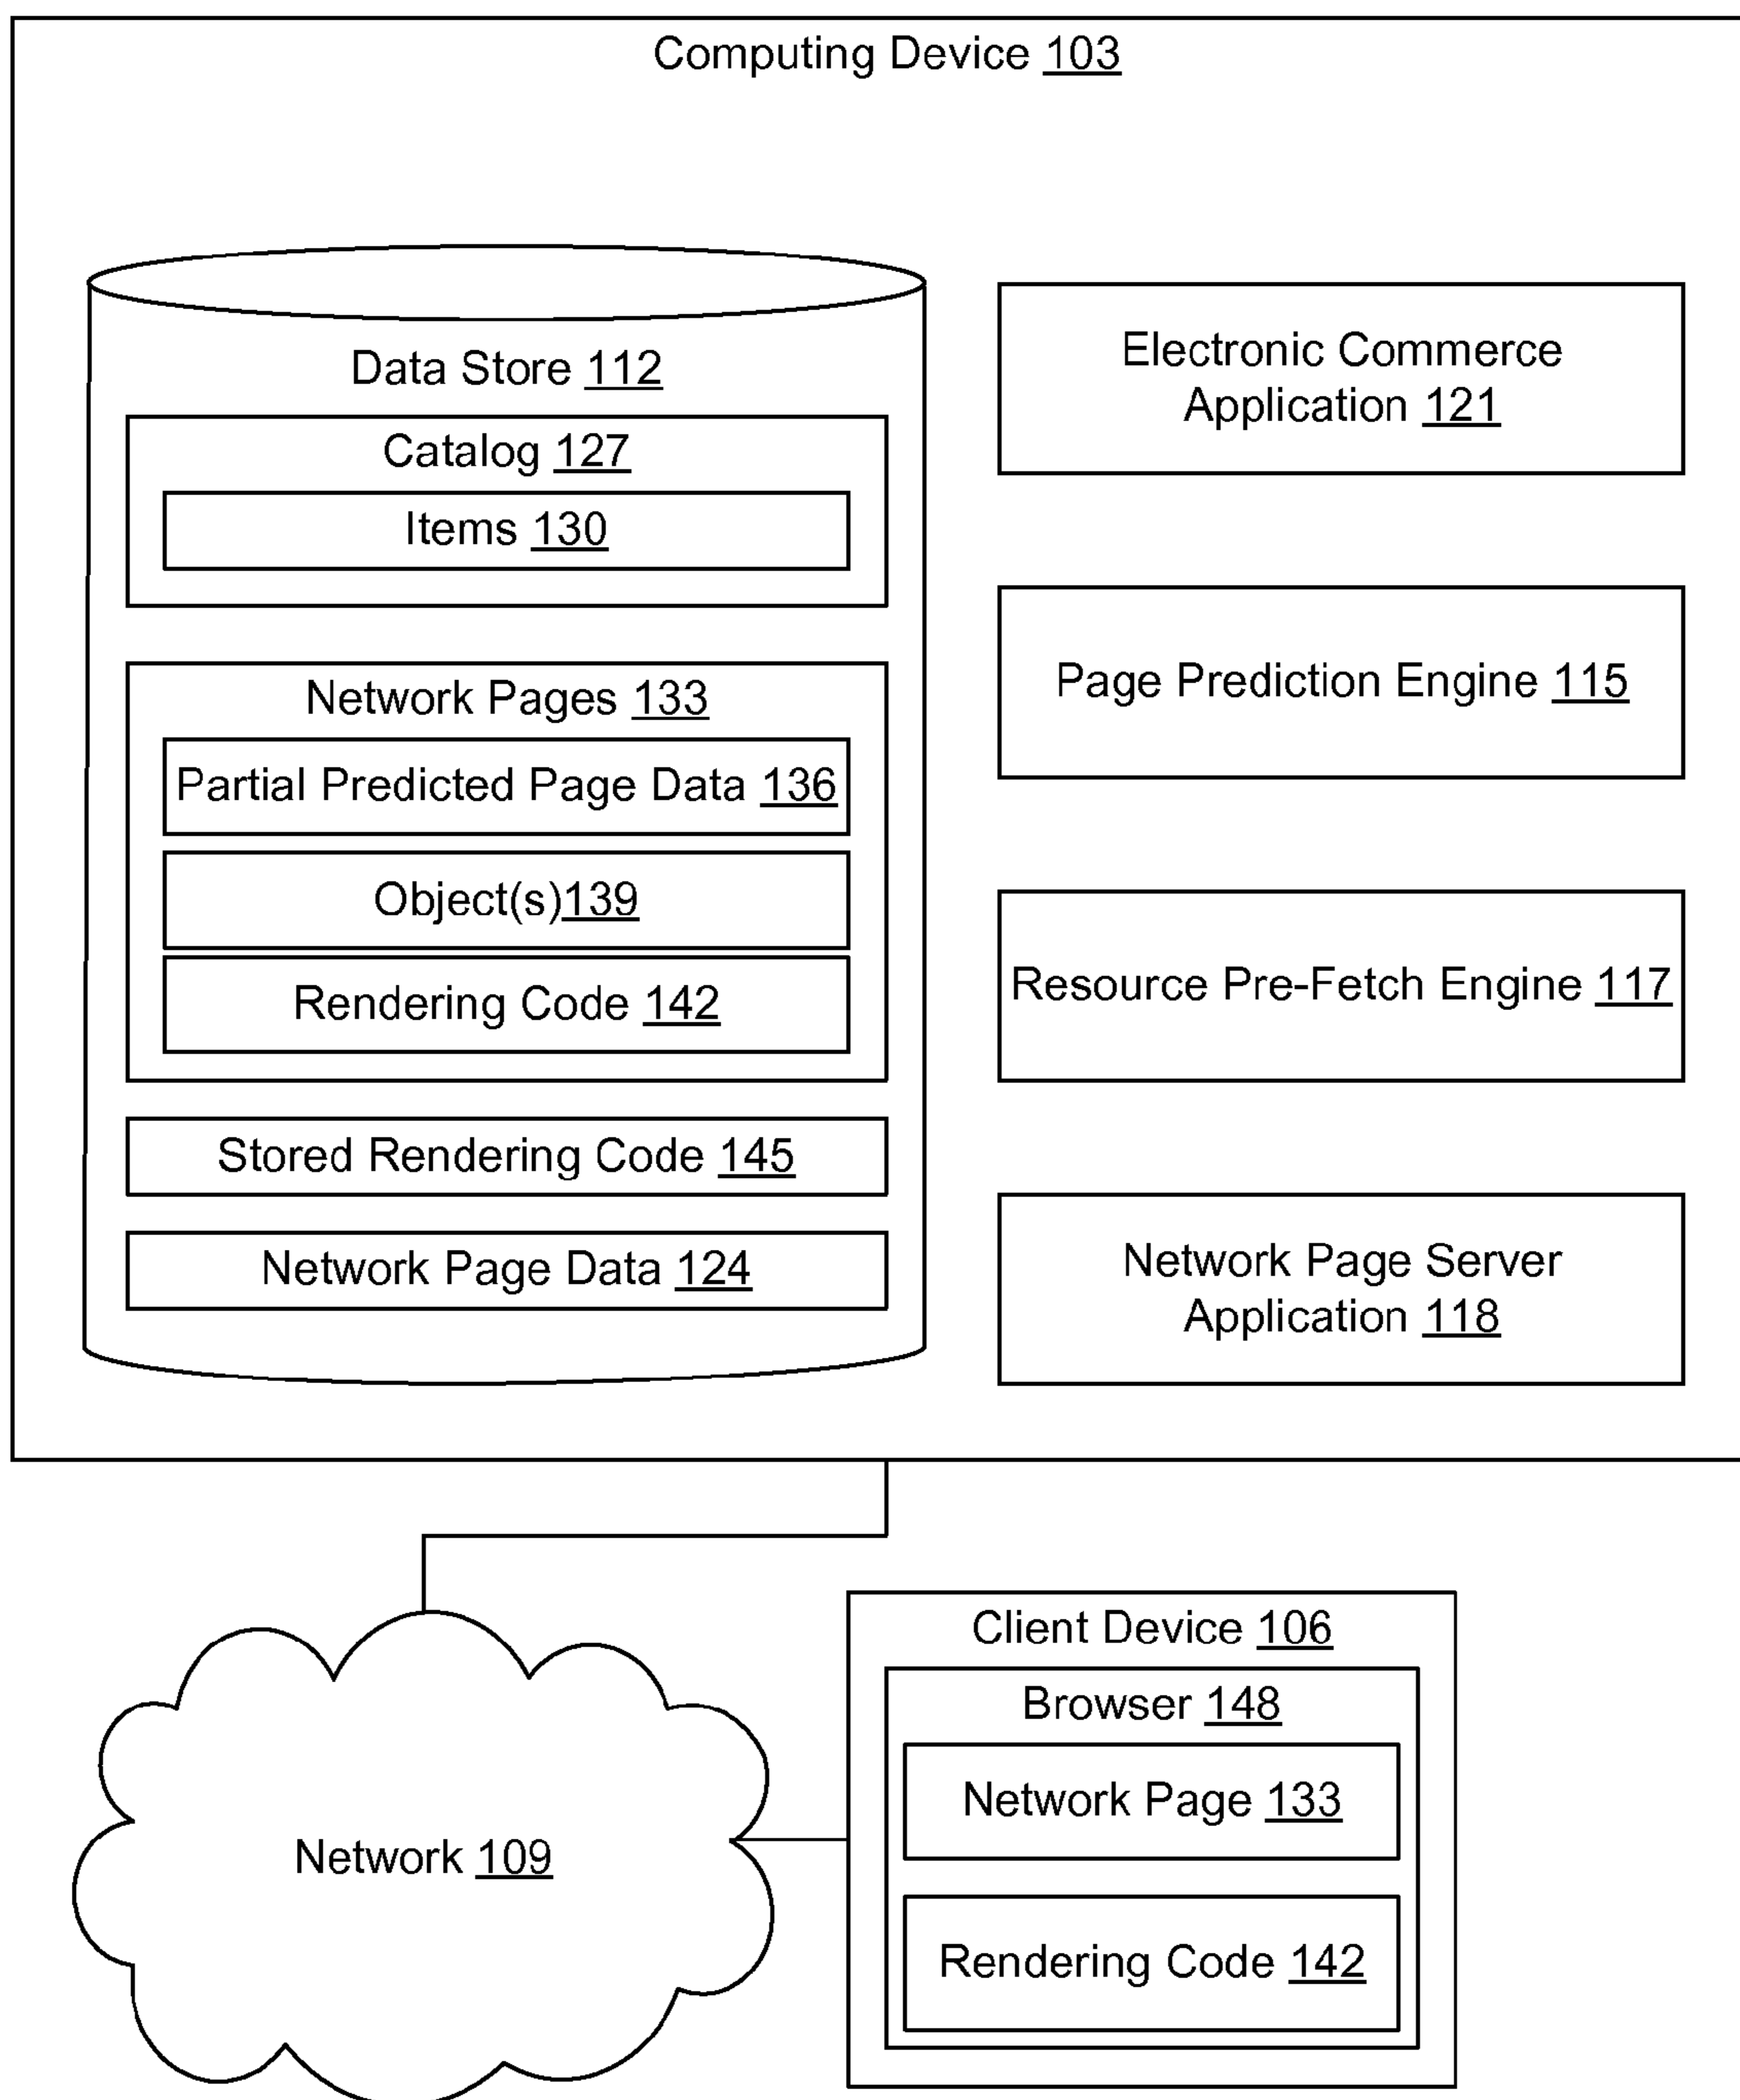 Computing Device 103
Data Store 112
Catalog 127
Items 130
Network Pages 133
Partial Predicted Page Data 136
Object(s)139
Rendering Code 142
Stored Rendering Code 145
Network Page Data 124
Electronic Commerce
Application 121
Page Prediction Engine 115
Resource Pre-Fetch Engine 117
Network Page Server
Application 118
Network 109
Client Device 106
Browser 148
Network Page 133
Rendering Code 142